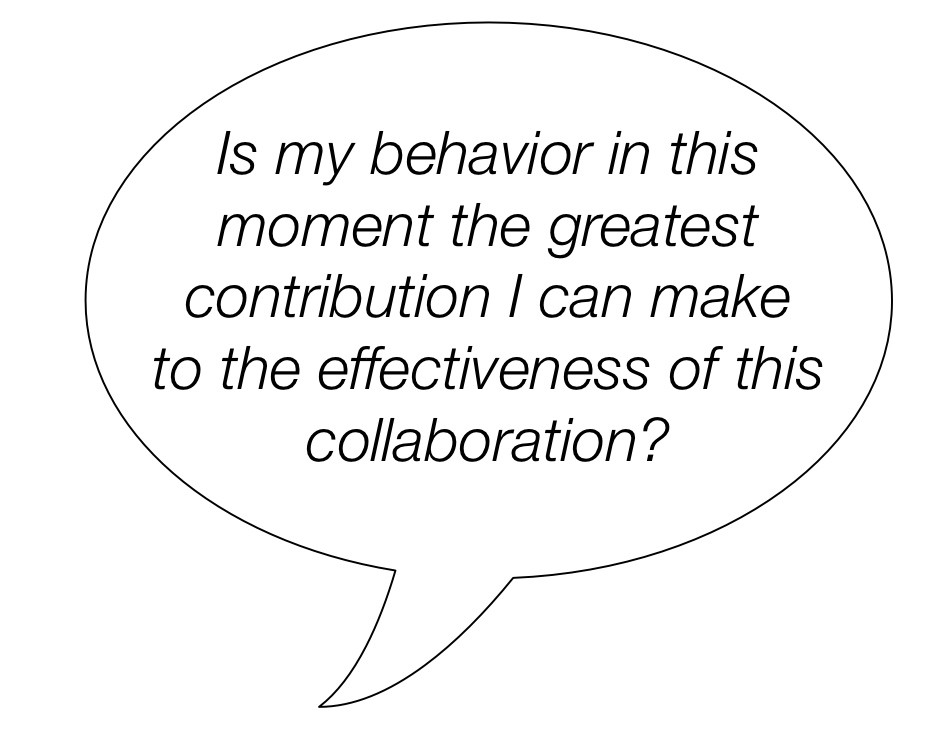 Is my behavior in this
moment the greatest
contribution I can make
to the effectiveness of this
collaboration?